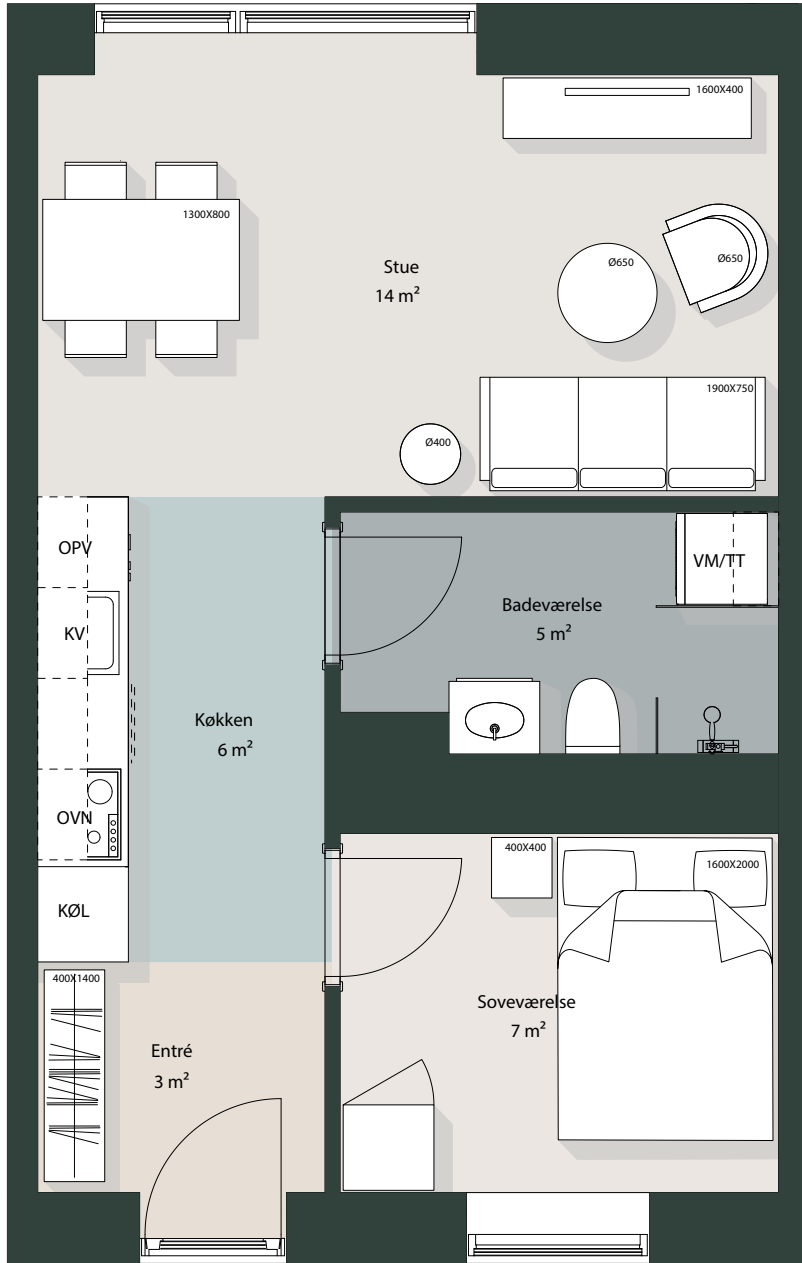 1600X400
1300X800
Ø650
Ø650
Stue
14 m²
1900X750
Ø400
OPV
VM/TT
Badeværelse
5 m²
KV
Køkken
6 m²
OVN
400X400
1600X2000
KØL
400X1400
Soveværelse
7 m²
Entré
3 m²